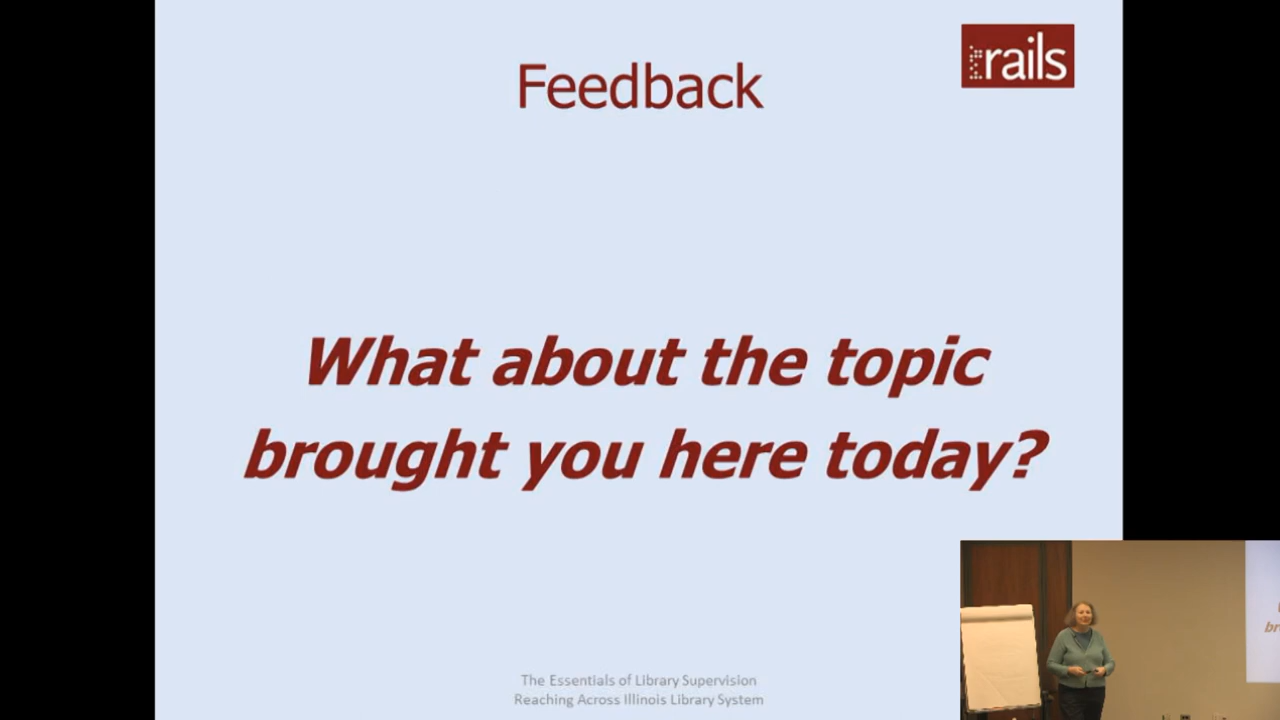 Feedback
rails
What about the topic
brought you here today?
The Essentials of Library Supervision
Reaching Across Illinois Library System
br